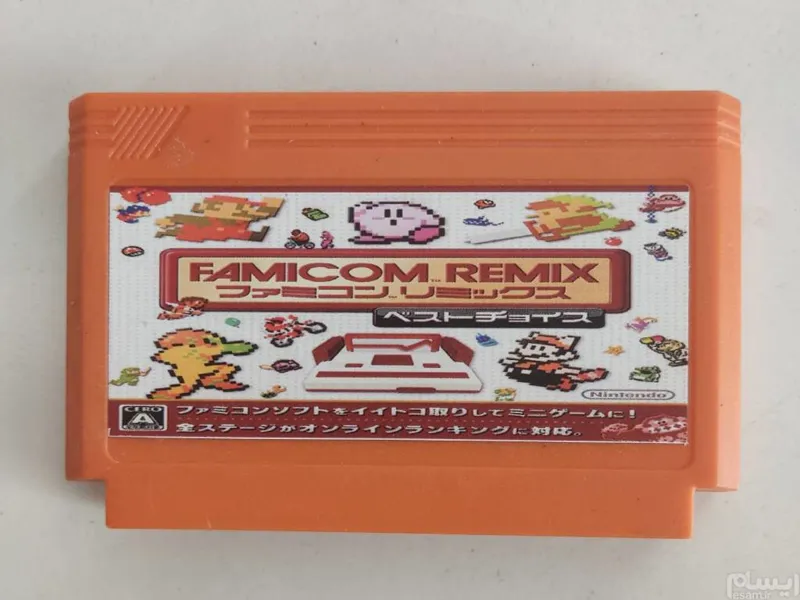 FAMICOM REMIX
ファミコン リミックス
ベストチョイス
Nintendo
CERO
A
ファミコンソフトをイイトコ取りしてミニゲームに!
全ステージがオンラインランキングに対応。
ایسام
esam.ir